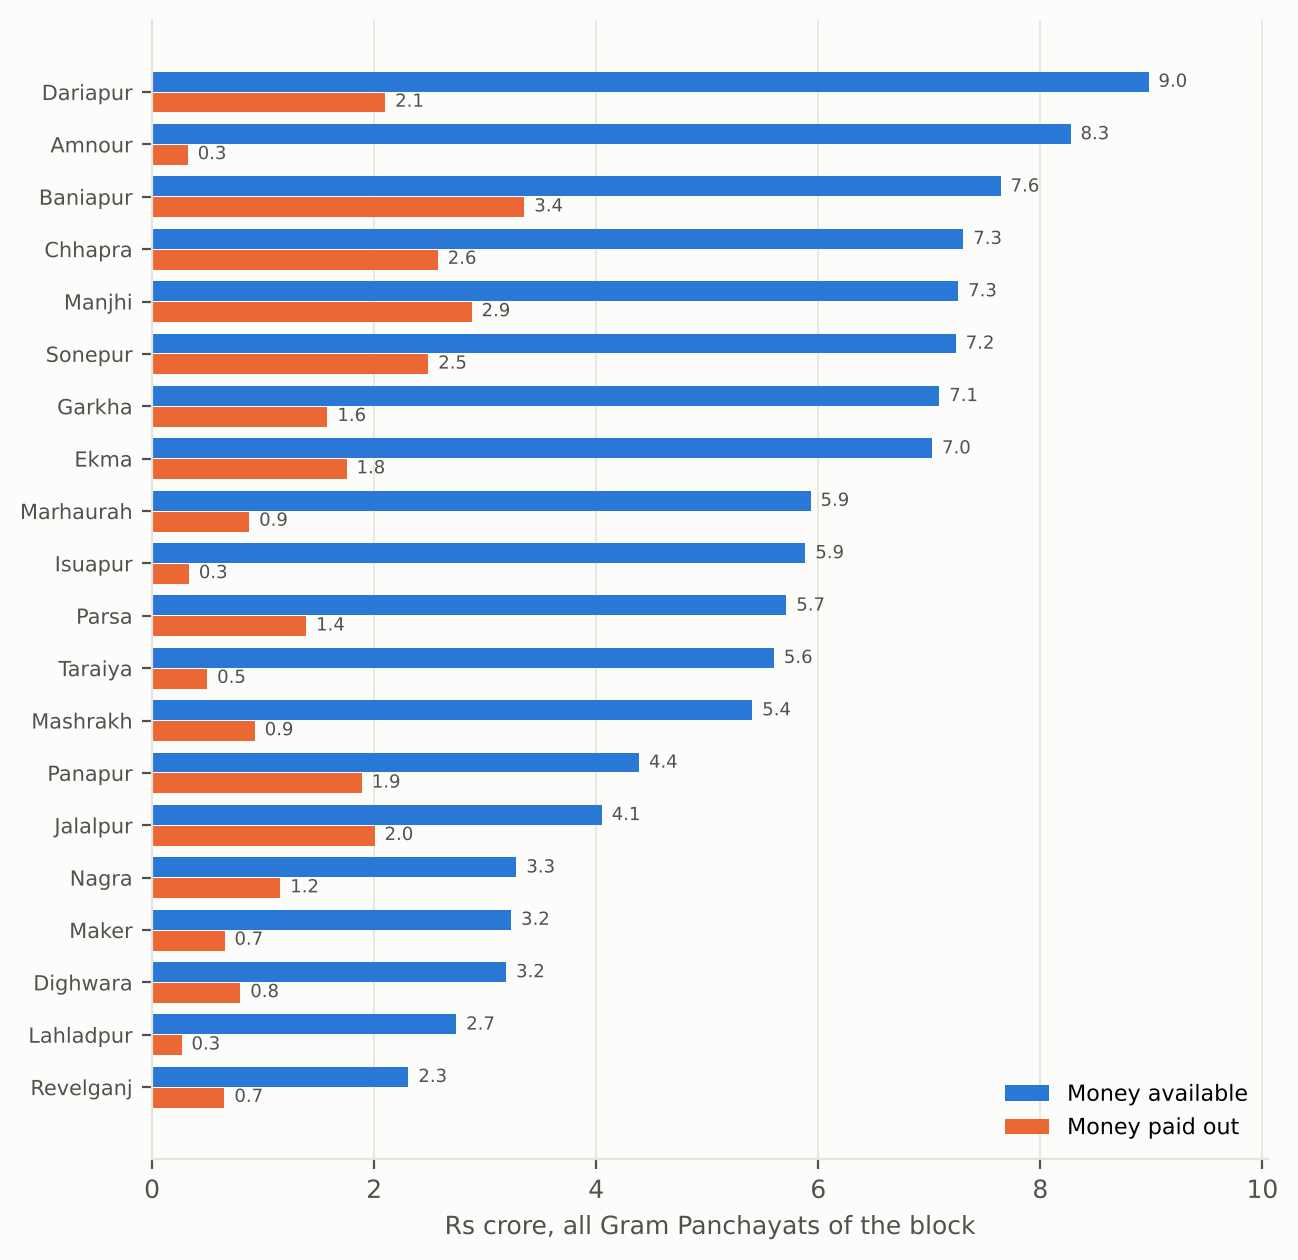 Dariapur 9.0
2.1
Amnour 8.3
0.3
Baniapur 7.6
3.4
Chhapra 7.3
2.6
Manjhi 7.3
2.9
Sonepur 7.2
2.5
Garkha 7.1
1.6
Ekma 7.0
1.8
Marhaurah 5.9
0.9
Isuapur 5.9
0.3
Parsa 5.7
1.4
Taraiya 5.6
0.5
Mashrakh 5.4
0.9
Panapur 4.4
1.9
Jalalpur 4.1
2.0
Nagra 3.3
1.2
Maker 3.2
0.7
Dighwara 3.2
0.8
Lahladpur 2.7
0.3
Revelganj 2.3
0.7
Money available
Money paid out
0 2 4 6 8 10
Rs crore, all Gram Panchayats of the block